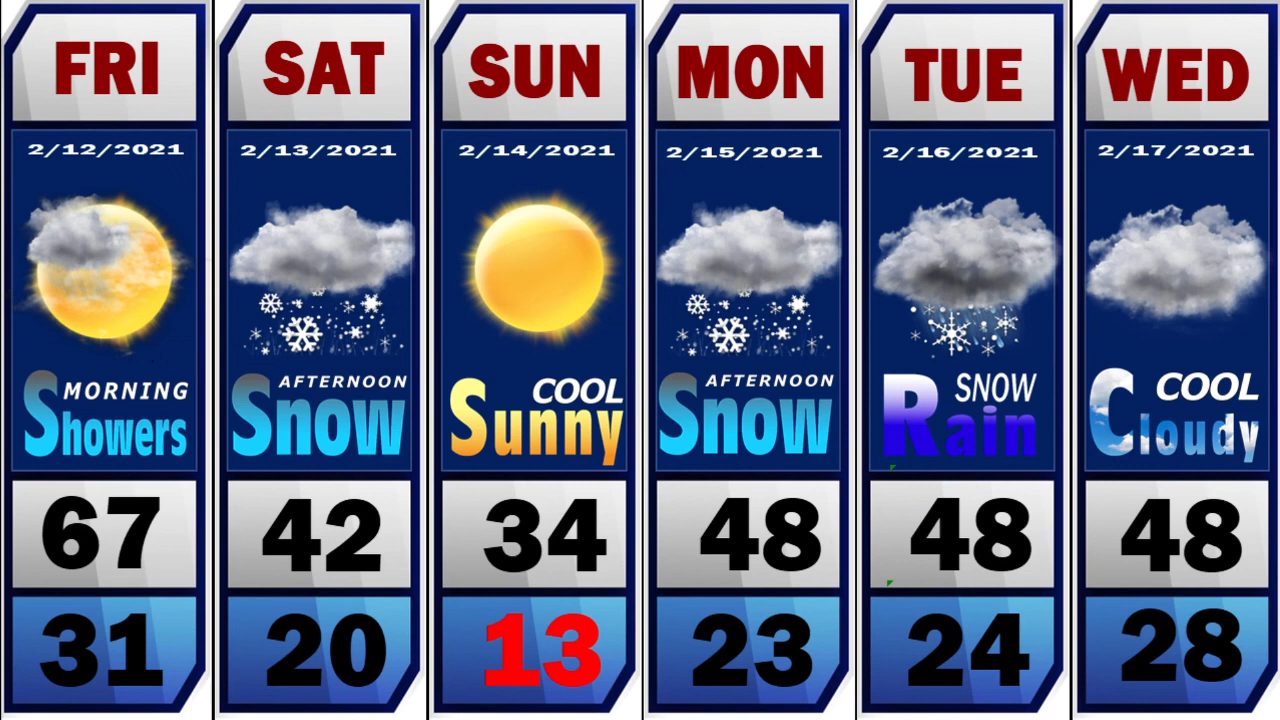 FRI
2/12/2021
MORNING
Showers
67
31
SAT
2/13/2021
AFTERNOON
Snow
42
20
SUN
2/14/2021
COOL
Sunny
34
13
MON
2/15/2021
AFTERNOON
Snow
48
23
TUE
2/16/2021
SNOW
Rain
48
24
WED
2/17/2021
COOL
Cloudy
48
28